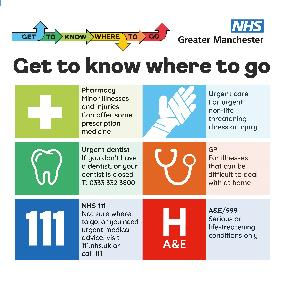 GET TO KNOW WHERE TO GO
NHS
Greater Manchester
Get to know where to go
Pharmacy
Minor illnesses
and injuries
Can offer some
prescription
medicine
Urgent care
For urgent
non-life
threatening
illness or injury
Urgent dentist
If you don't have
a dentist, or your
dentist is closed
T: 0333 332 3800
GP
For illnesses
that can be
difficult to deal
with at home
111
NHS 111
Not sure where
to go, or you need
urgent medical
advice, visit
111.nhs.uk or
call 111
H
A&E
A&E/999
Serious or
life-threatening
conditions only